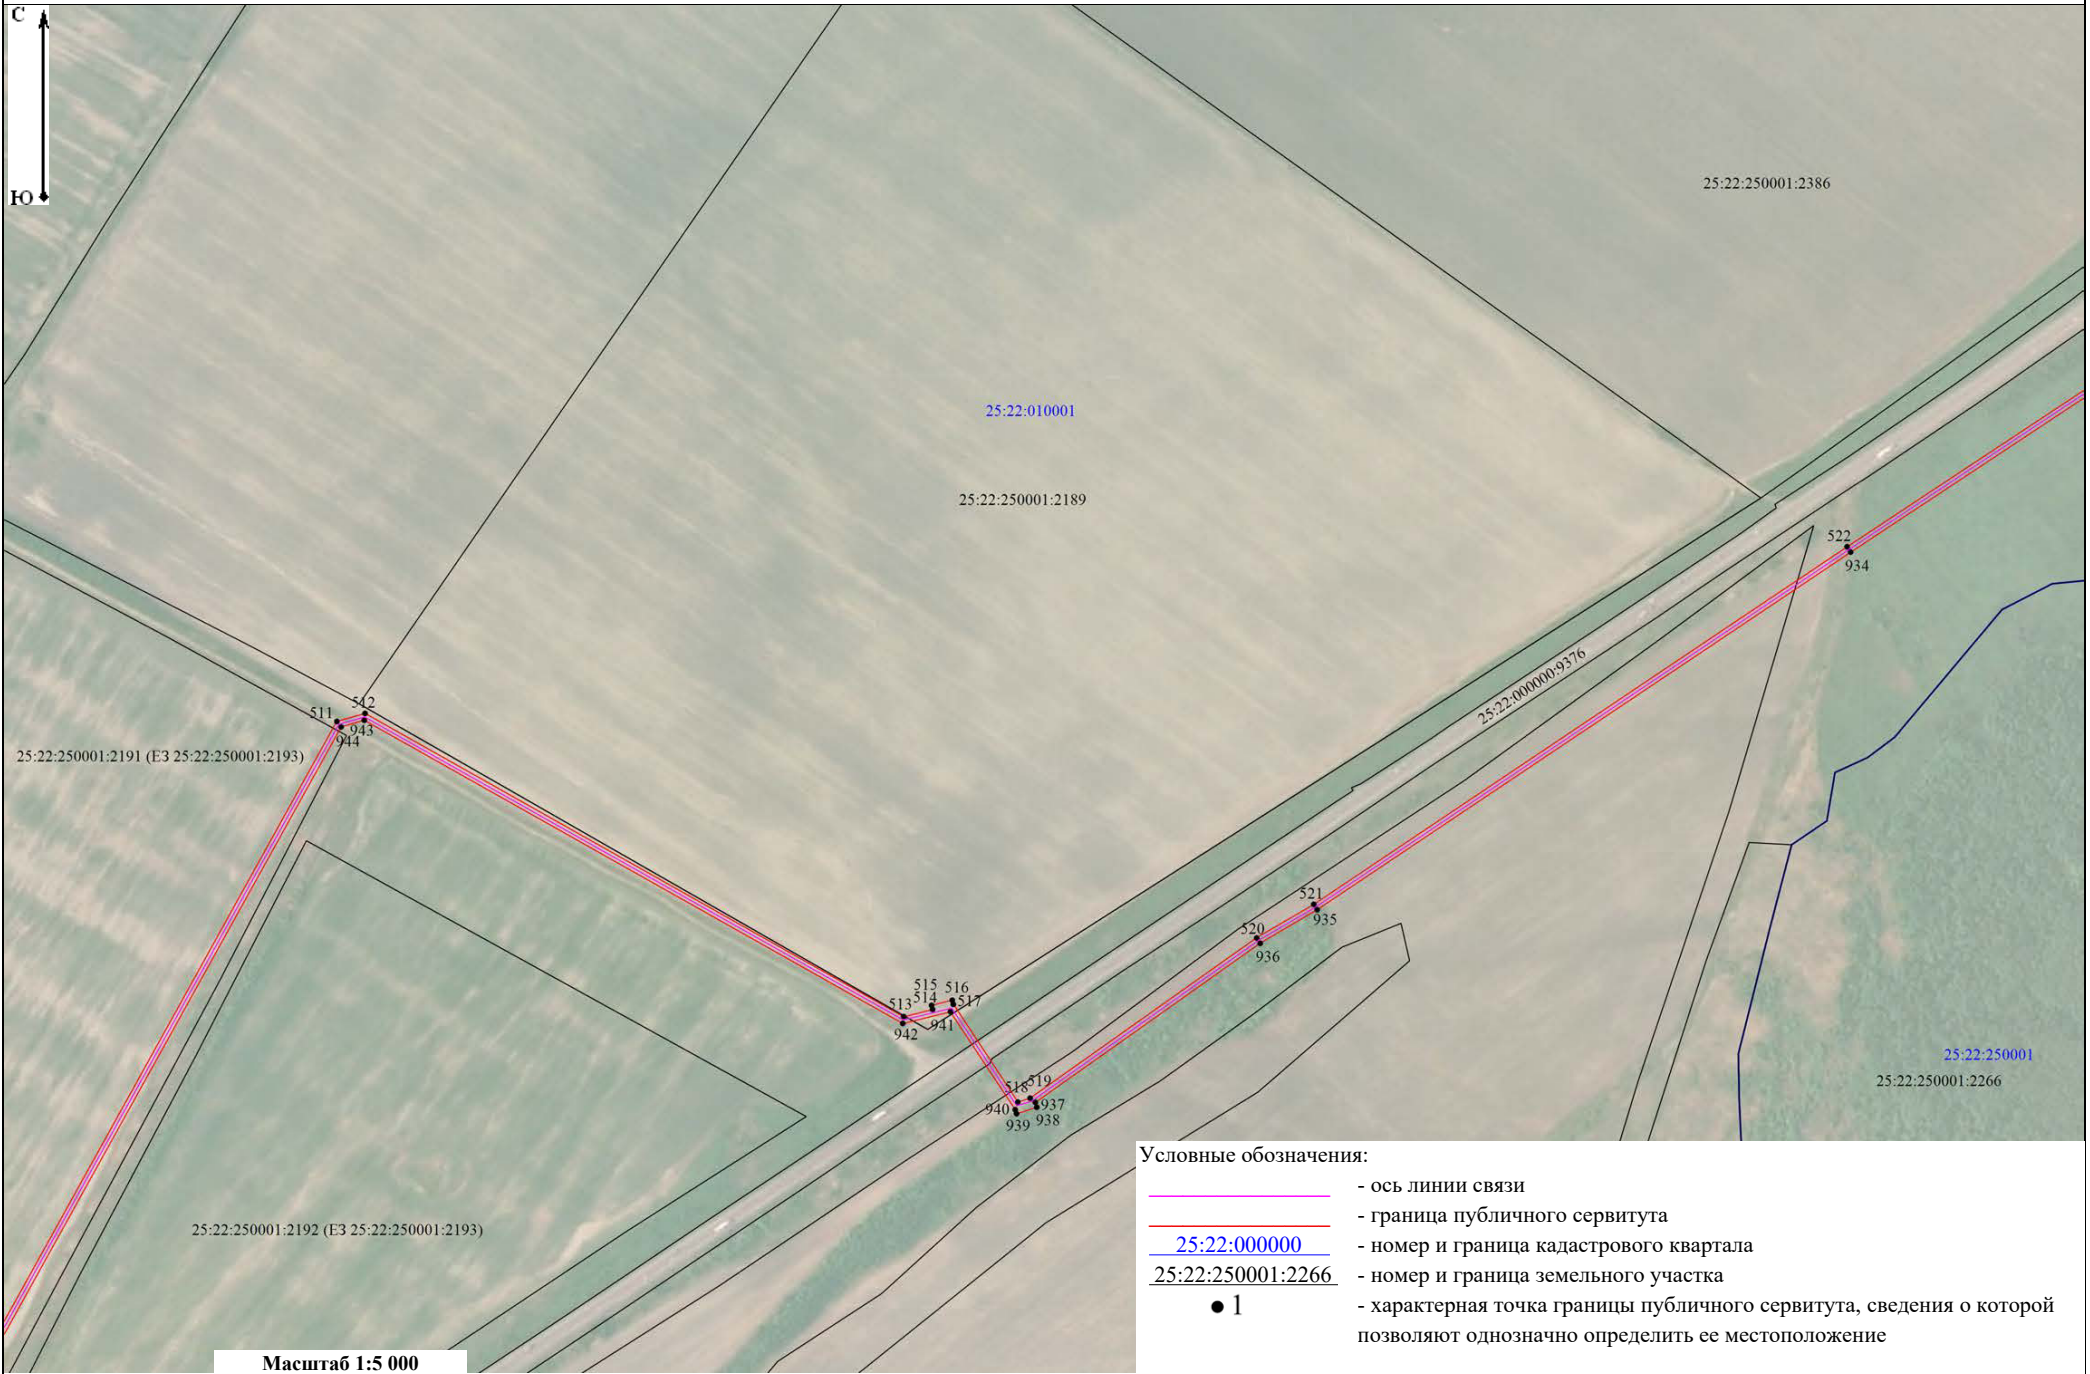 С
Ю
25:22:250001:2386
25:22:010001
25:22:250001:2189
522
934
25:22:000000:9376
512
511
943
944
25:22:250001:2191 (ЕЗ 25:22:250001:2193)
521
935
520
936
515
516
514
513
517
941
942
25:22:250001
25:22:250001:2266
519
518
937
940
938
939
25:22:250001:2192 (ЕЗ 25:22:250001:2193)
Условные обозначения:
- ось линии связи
- граница публичного сервитута
25:22:000000 - номер и граница кадастрового квартала
25:22:250001:2266 - номер и граница земельного участка
1 - характерная точка границы публичного сервитута, сведения о которой
позволяют однозначно определить ее местоположение
Масштаб 1:5 000